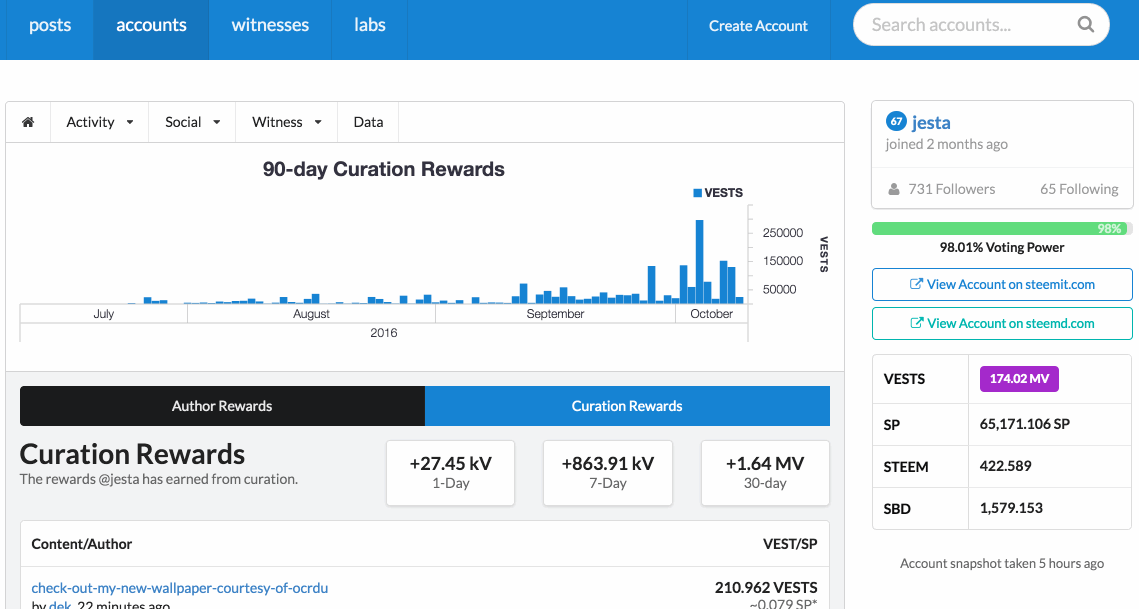 posts accounts witnesses labs Create Account Search accounts...
Activity Social Witness Data
90-day Curation Rewards
VESTS
250000
150000
50000
VESTS
July August September October
2016
67 jesta
joined 2 months ago
731 Followers 65 Following
98%
98.01% Voting Power
View Account on steemit.com
View Account on steemd.com
VESTS 174.02 MV
SP 65,171.106 SP
STEEM 422.589
SBD 1,579.153
Account snapshot taken 5 hours ago
Author Rewards Curation Rewards
Curation Rewards
The rewards @jesta has earned from curation.
+27.45 kV
1-Day
+863.91 kV
7-Day
+1.64 MV
30-day
Content/Author VEST/SP
check-out-my-new-wallpaper-courtesy-of-ocrdu 210.962 VESTS
by dek, 22 minutes ago ~0.079 SP*